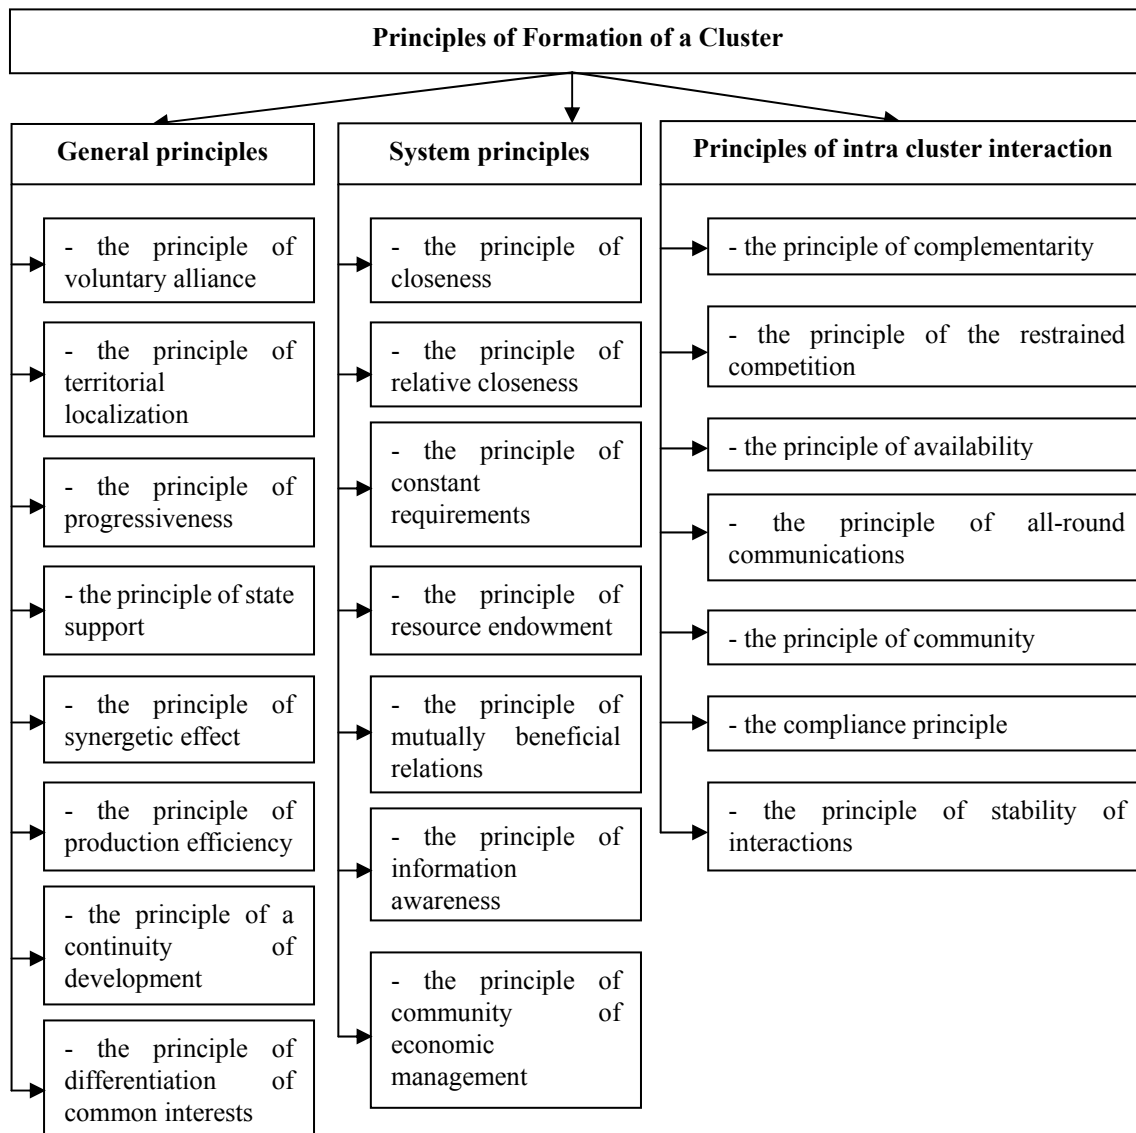 Principles of Formation of a Cluster
General principles
- the principle of
voluntary alliance
- the principle of
territorial
localization
- the principle of
progressiveness
- the principle of state
support
- the principle of
synergetic effect
- the principle of
production efficiency
- the principle of a
continuity of
development
- the principle of
differentiation of
common interests
System principles
- the principle of
closeness
- the principle of
relative closeness
- the principle of
constant
requirements
- the principle of
resource endowment
- the principle of
mutually beneficial
relations
- the principle of
information
awareness
- the principle of
community of
economic
management
Principles of intra cluster interaction
- the principle of complementarity
- the principle of the restrained
competition
- the principle of availability
- the principle of all-round
communications
- the principle of community
- the compliance principle
- the principle of stability of
interactions